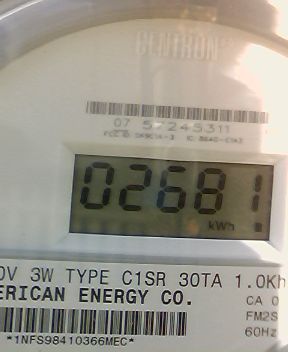 CENTRON
07 57245311
02681
kWh
0V 3W TYPE C1SR 30TA 1.0Kh
ERICAN ENERGY CO.
CA 0
FM2S
60Hz
*1NFS98410366MEC*